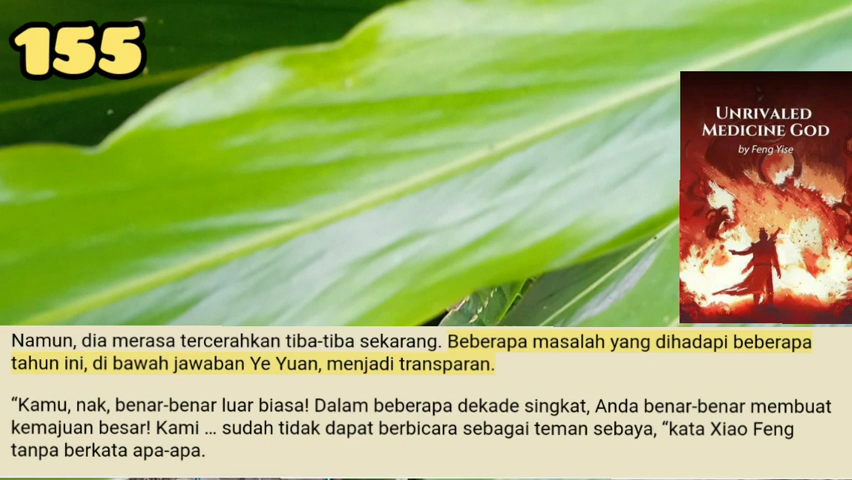 155
UNRIVALED
MEDICINE GOD
by Feng Yise
Namun, dia merasa tercerahkan tiba-tiba sekarang. Beberapa masalah yang dihadapi beberapa
tahun ini, di bawah jawaban Ye Yuan, menjadi transparan.
“Kamu, nak, benar-benar luar biasa! Dalam beberapa dekade singkat, Anda benar-benar membuat
kemajuan besar! Kami ... sudah tidak dapat berbicara sebagai teman sebaya, “kata Xiao Feng
tanpa berkata apa-apa.